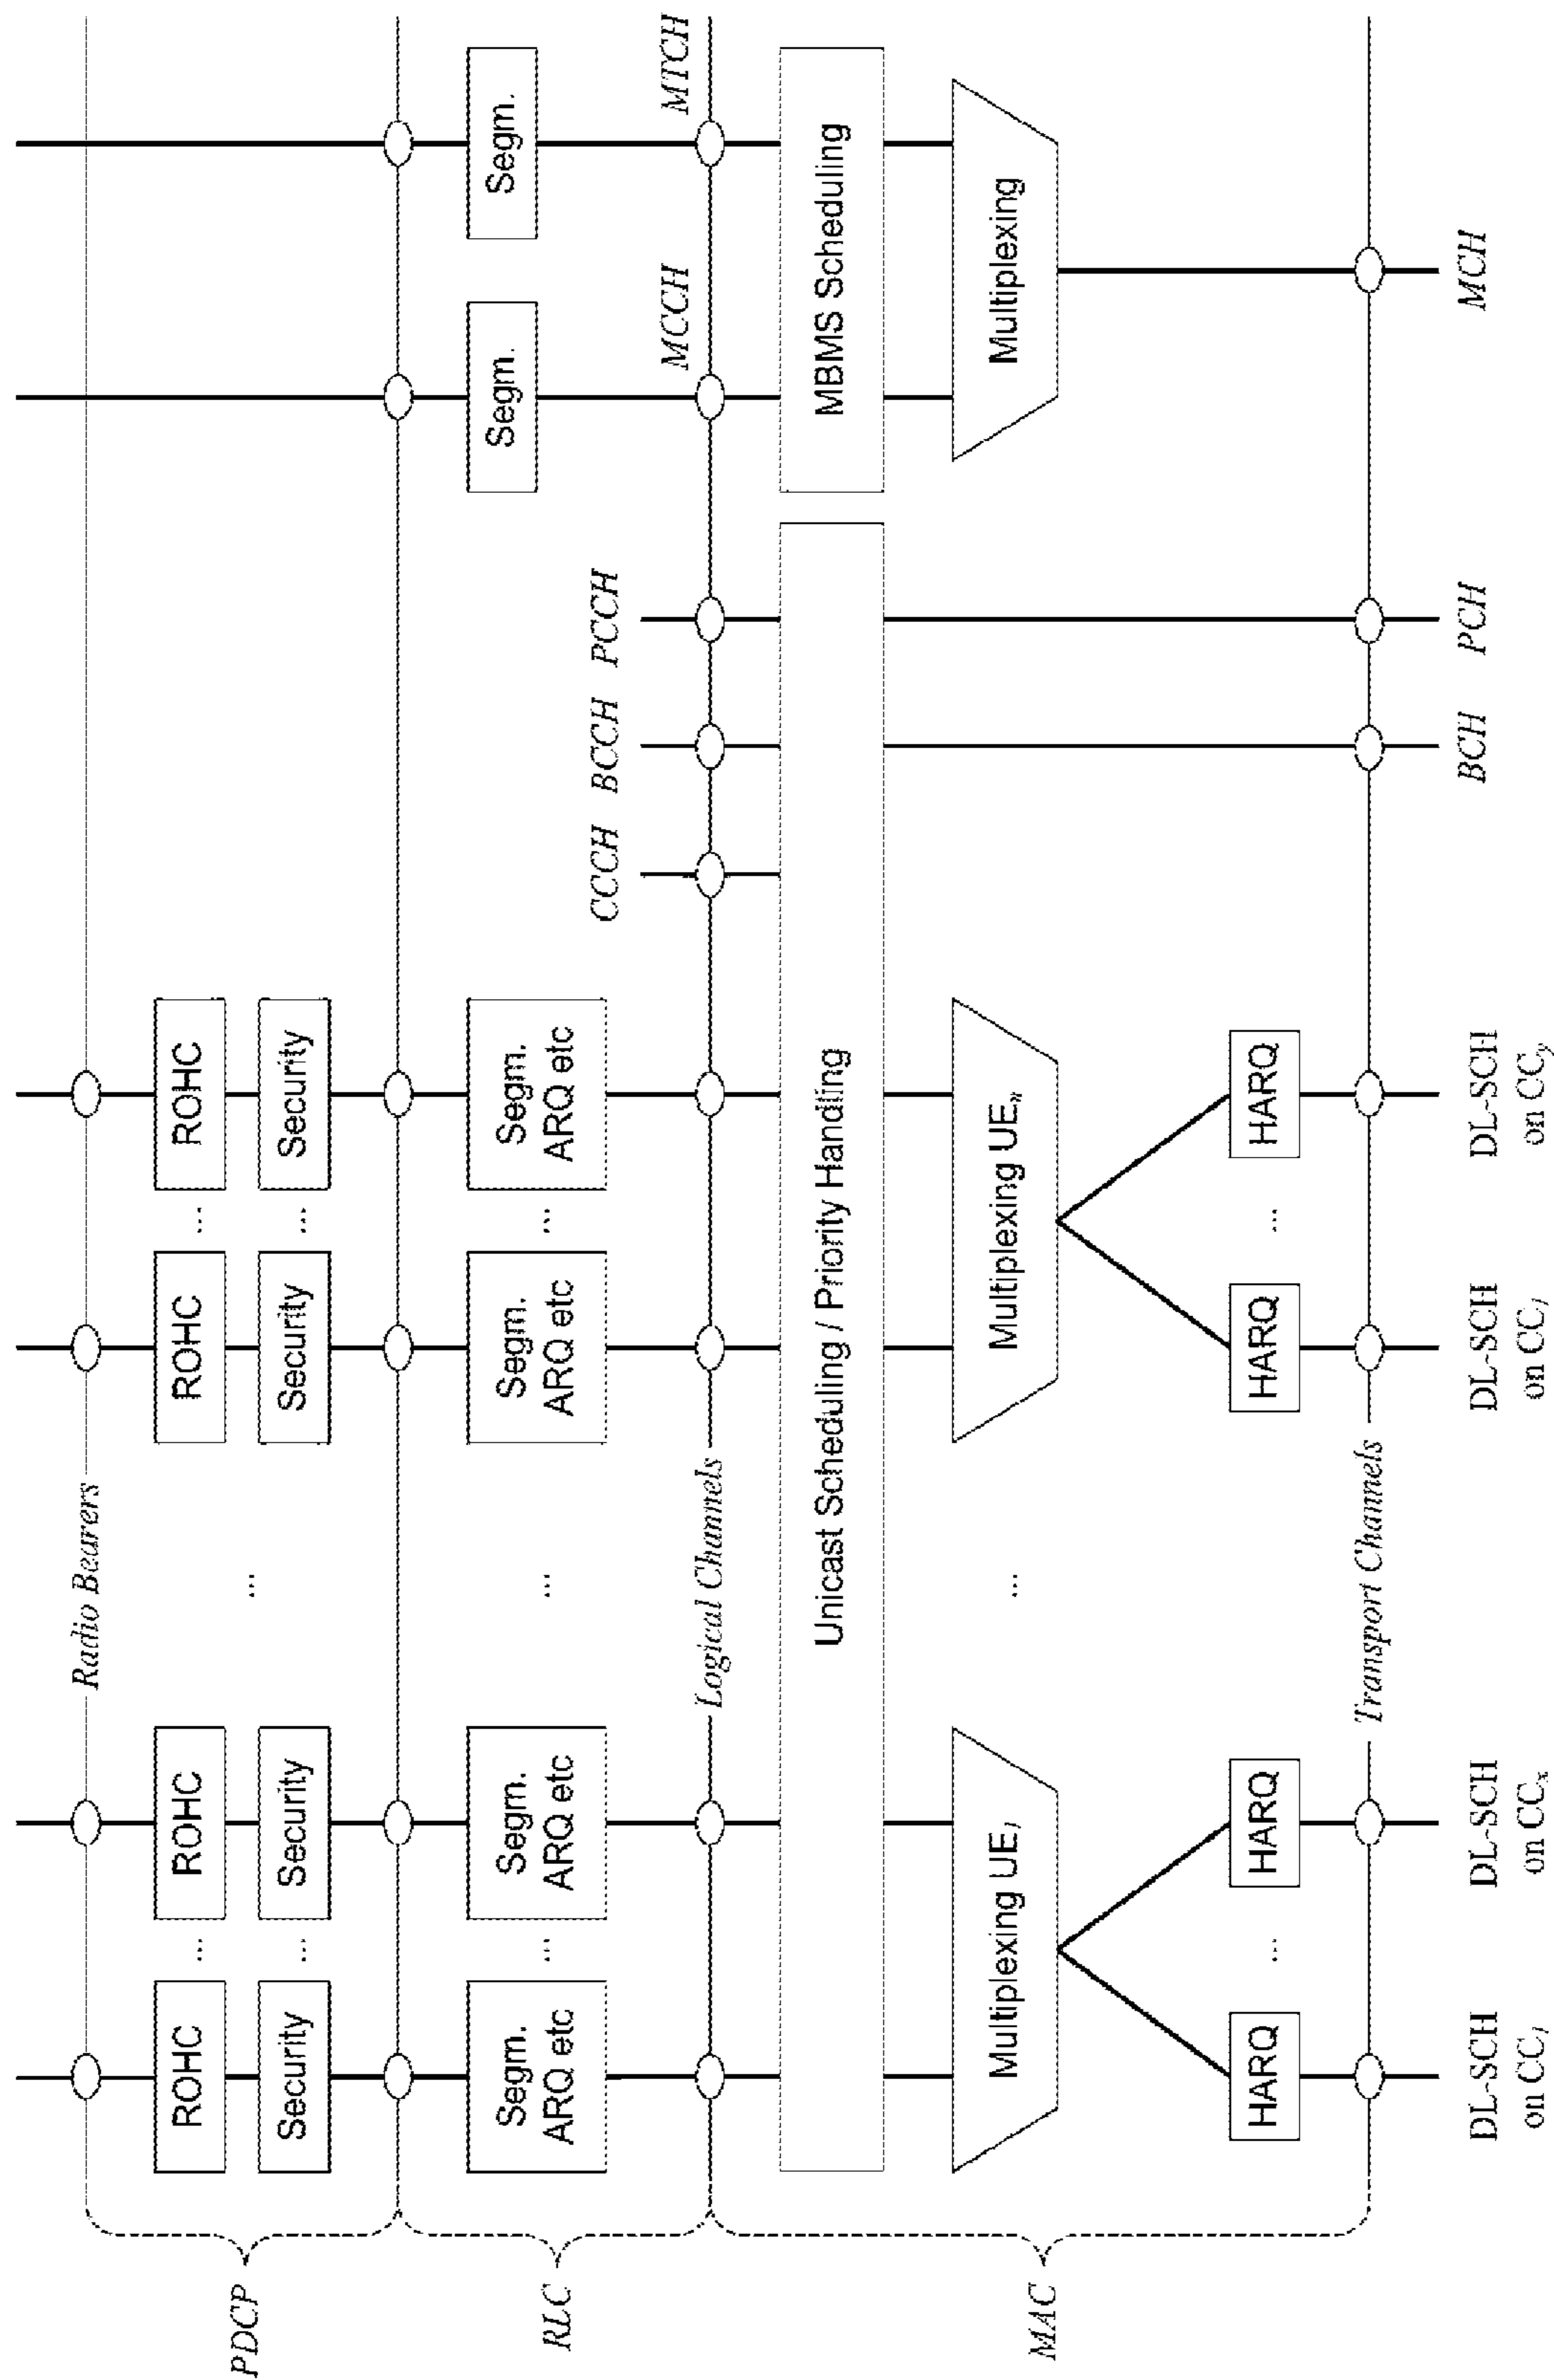 Radio Bearers
PDCP
ROHC
...
ROHC
ROHC
...
ROHC
...
Security
...
Security
Security
...
Security
RLC
Segm.
ARQ etc
...
Segm.
ARQ etc
...
Segm.
ARQ etc
...
Segm.
ARQ etc
Segm.
Segm.
Logical Channels
CCCH
BCCH
PCCH
MCCH
MTCH
MAC
Unicast Scheduling / Priority Handling
MBMS Scheduling
Multiplexing UE1
...
Multiplexing UEn
Multiplexing
HARQ
...
HARQ
HARQ
...
HARQ
Transport Channels
DL-SCH
on CC1
DL-SCH
on CCx
DL-SCH
on CC1
DL-SCH
on CCy
BCH
PCH
MCH